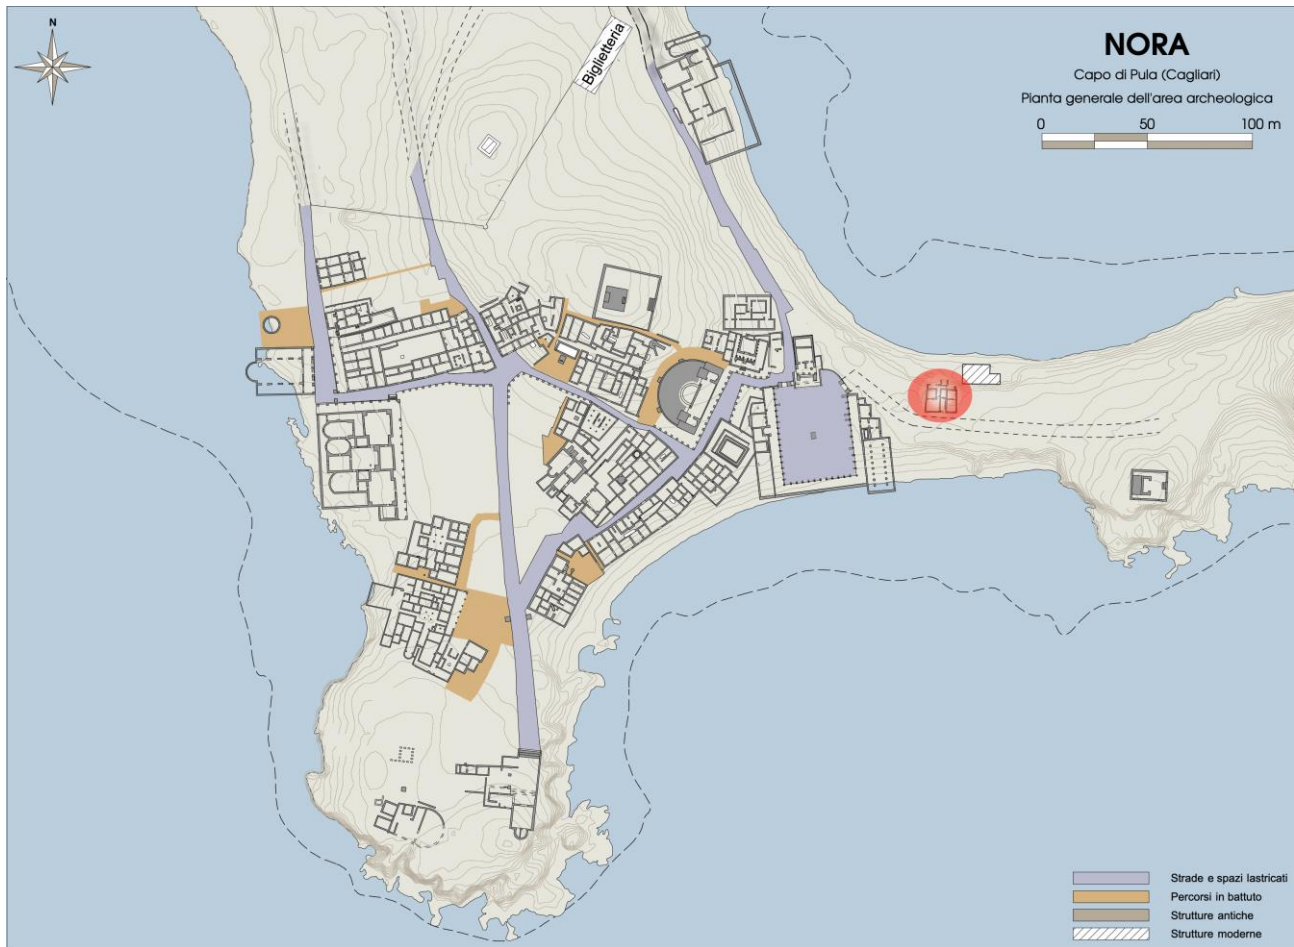 N
Biglietteria
NORA
Capo di Pula (Cagliari)
Pianta generale dell'area archeologica
0 50 100 m
Strade e spazi lastricati
Percorsi in battuto
Strutture antiche
Strutture moderne